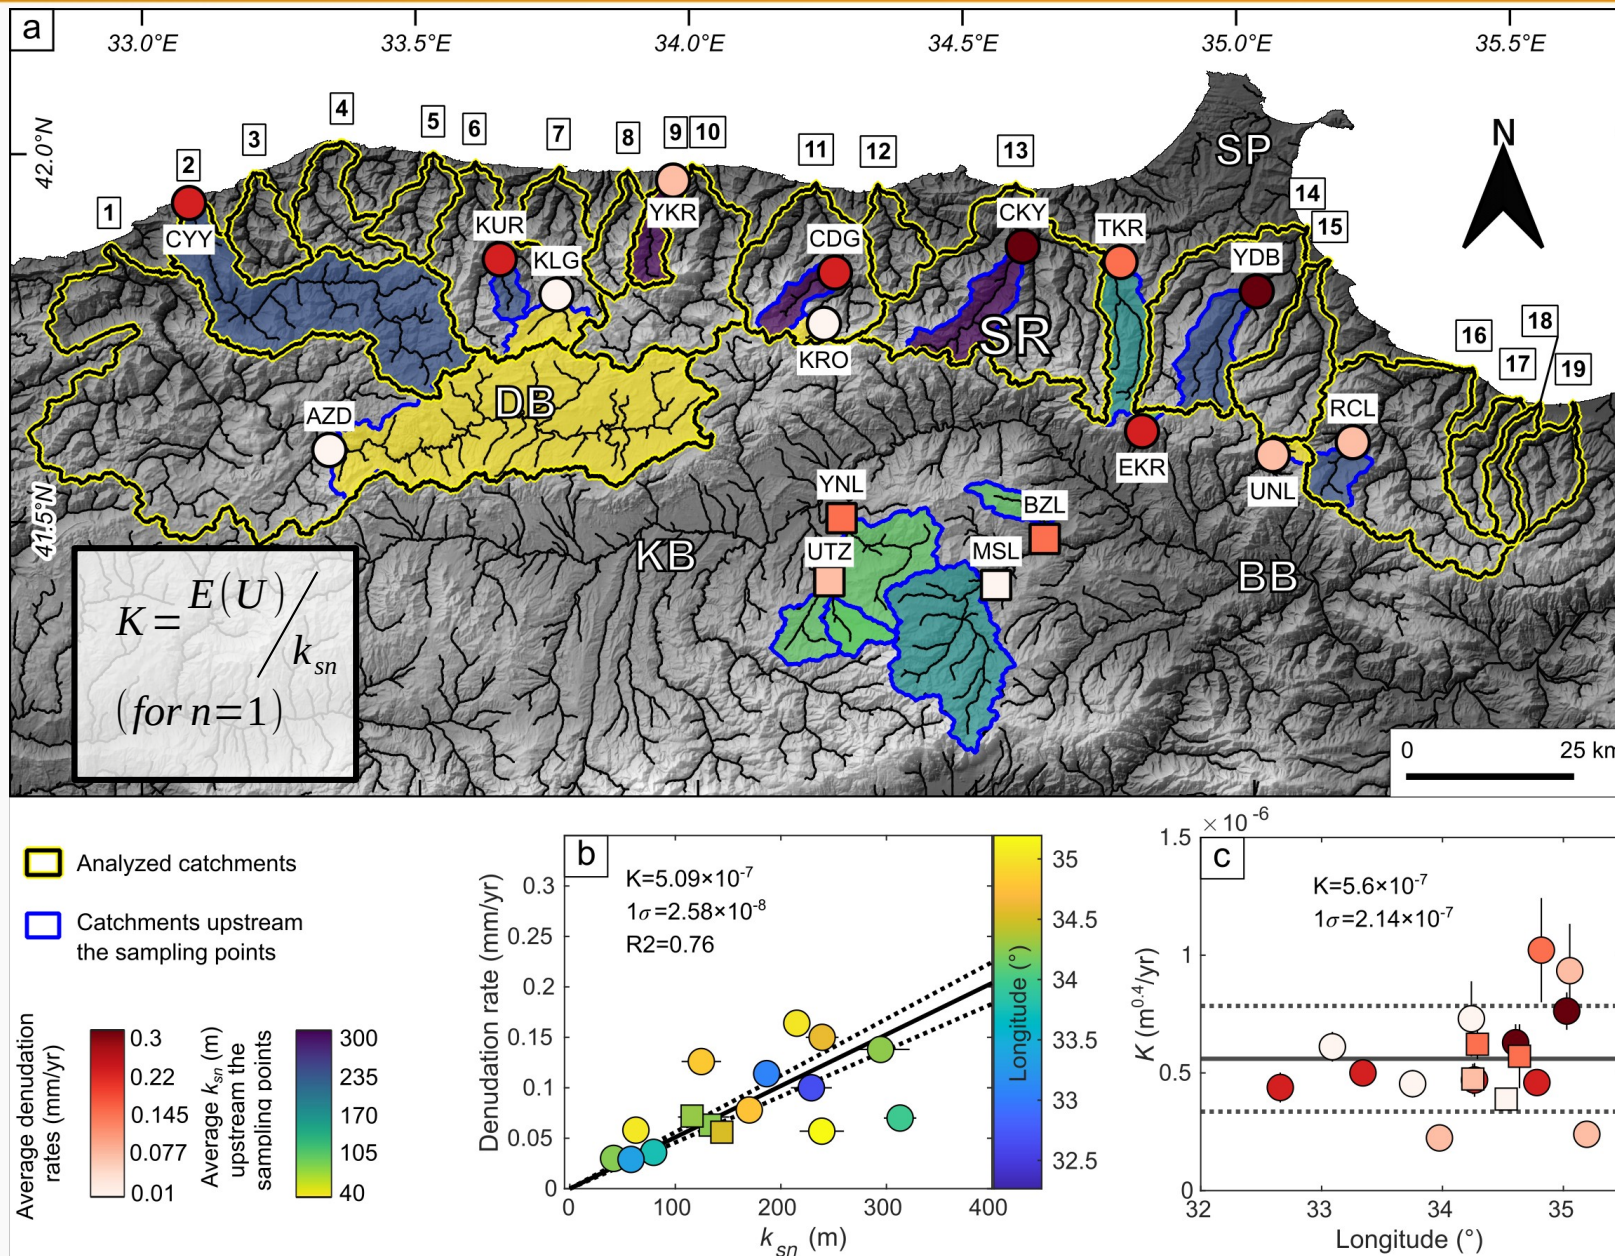 a
33.0°E 33.5°E 34.0°E 34.5°E 35.0°E 35.5°E
42.0°N
41.5°N
1 2 3 4 5 6 7 8 9 10 11 12 13 14 15 16 17 18 19
N
SP
CYY
KUR
KLG
YKR
CDG
KRO
CKY
TKR
YDB
SR
DB
AZD
EKR
UNL
RCL
YNL
UTZ
BZL
MSL
KB
BB
K = E(U)/k_sn
(for n=1)
0 25 km
Analyzed catchments
Catchments upstream
the sampling points
Average denudation
rates (mm/yr)
0.3
0.22
0.145
0.077
0.01
Average k_sn (m)
upstream the
sampling points
300
235
170
105
40
b
K=5.09×10^-7
1σ=2.58×10^-8
R2=0.76
Denudation rate (mm/yr)
0.3
0.25
0.2
0.15
0.1
0.05
0
0 100 200 300 400
k_sn (m)
Longitude (°)
35
34.5
34
33.5
33
32.5
c
×10^-6
K=5.6×10^-7
1σ=2.14×10^-7
K (m^0.4/yr)
1.5
1
0.5
0
32 33 34 35
Longitude (°)